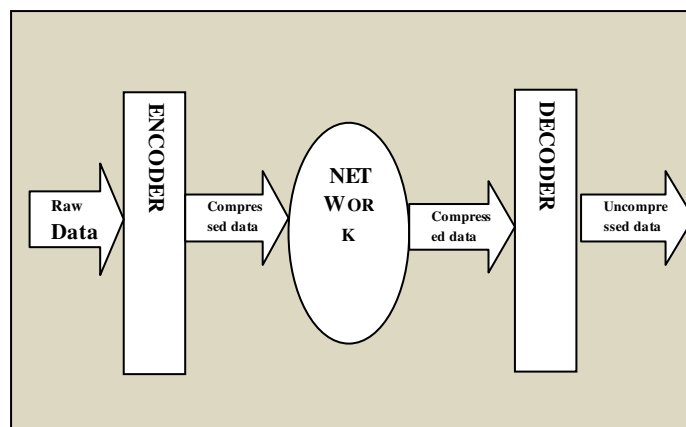 Raw
Data
ENCODER
Compres
sed data
NET
WOR
K
Compress
ed data
DECODER
Uncompre
ssed data